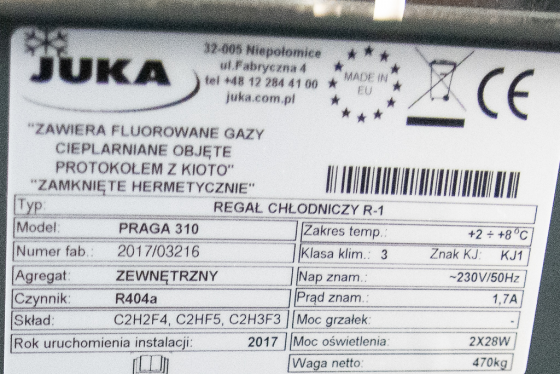 JUKA
32-005 Niepołomice
ul.Fabryczna 4
tel +48 12 284 41 00
juka.com.pl
MADE IN
EU
CE
"ZAWIERA FLUOROWANE GAZY
CIEPLARNIANE OBJĘTE
PROTOKOŁEM Z KIOTO"
"ZAMKNIĘTE HERMETYCZNIE"
Typ: REGAŁ CHŁODNICZY R-1
Model: PRAGA 310
Numer fab.: 2017/03216
Agregat: ZEWNĘTRZNY
Czynnik: R404a
Skład: C2H2F4, C2HF5, C2H3F3
Rok uruchomienia instalacji: 2017
Zakres temp.: +2 ÷ +8°C
Klasa klim.: 3 Znak KJ: KJ1
Nap znam.: ~230V/50Hz
Prąd znam.: 1,7A
Moc grzałek: -
Moc oświetlenia: 2X28W
Waga netto: 470kg